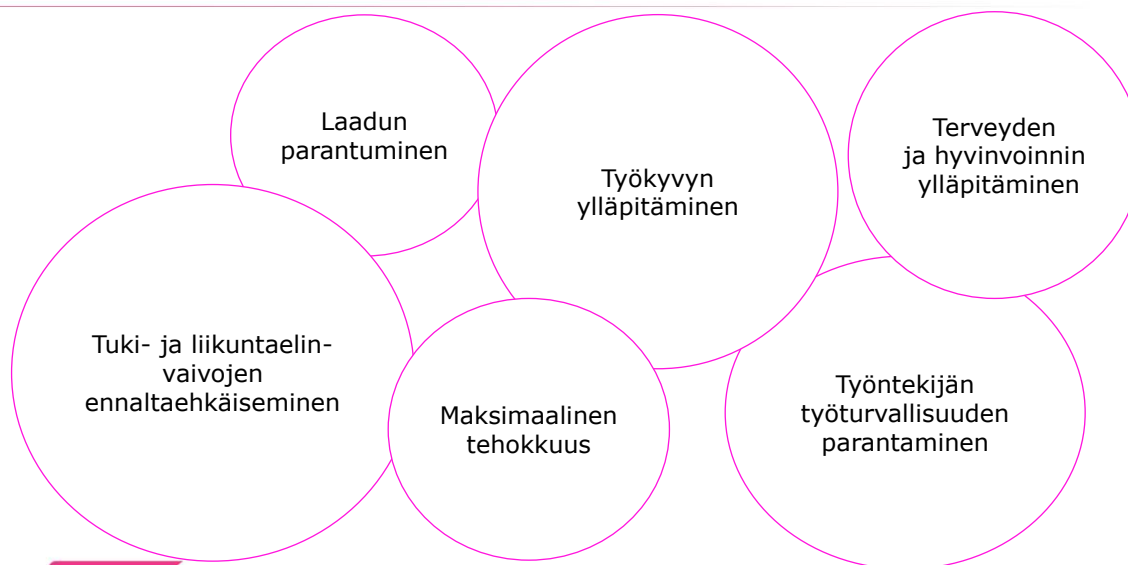 Laadun
parantuminen
Työkyvyn
ylläpitäminen
Terveyden
ja hyvinvoinnin
ylläpitäminen
Tuki- ja liikuntaelin-
vaivojen
ennaltaehkäiseminen
Maksimaalinen
tehokkuus
Työntekijän
työturvallisuuden
parantaminen